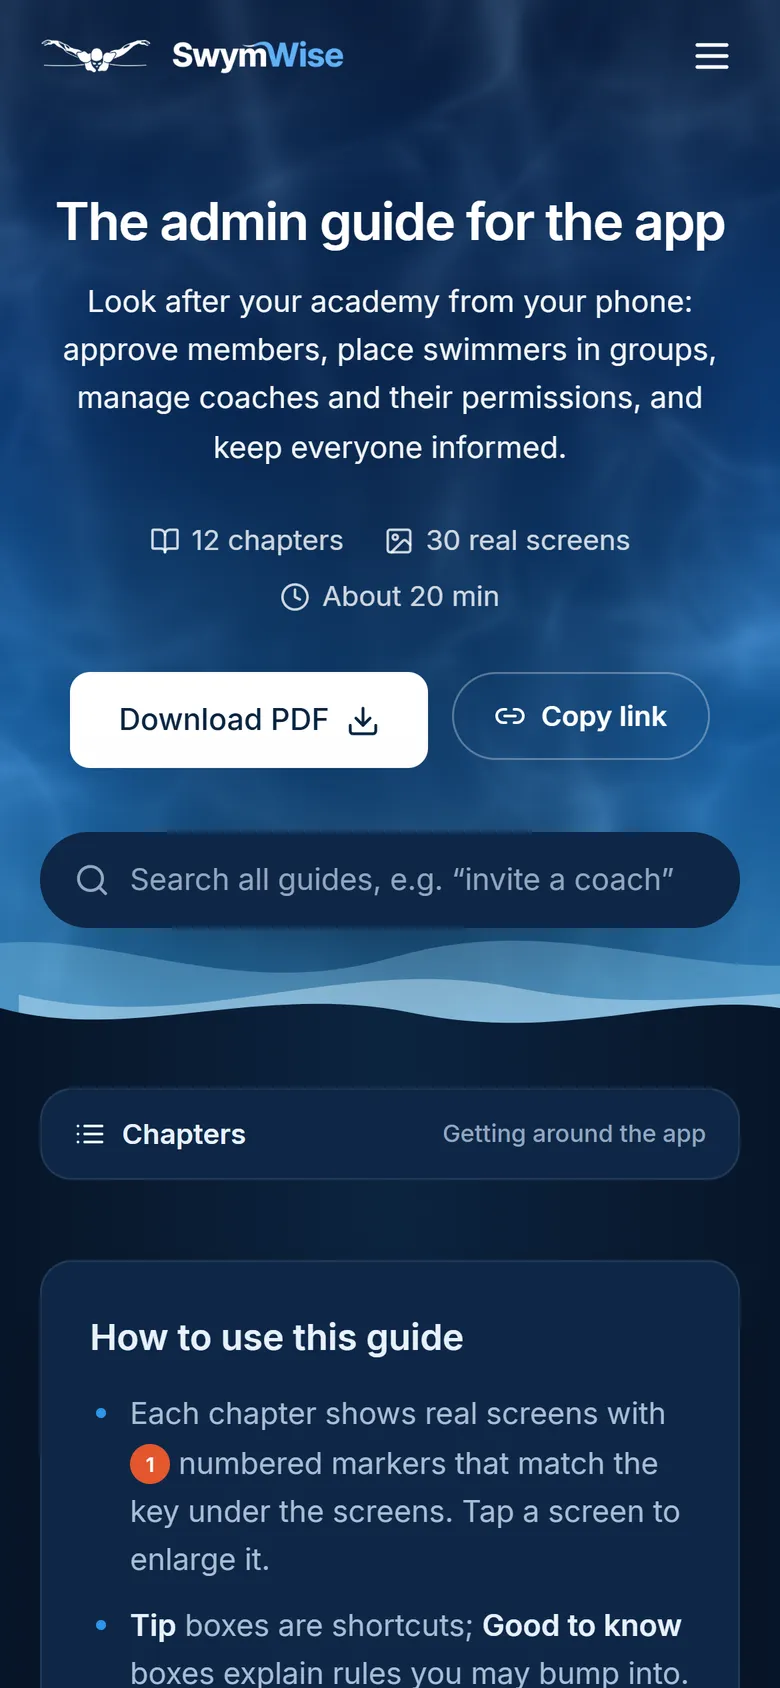 SwymWise
The admin guide for the app
Look after your academy from your phone:
approve members, place swimmers in groups,
manage coaches and their permissions, and
keep everyone informed.
12 chapters 30 real screens
About 20 min
Download PDF Copy link
Search all guides, e.g. “invite a coach”
Chapters Getting around the app
How to use this guide
Each chapter shows real screens with
1 numbered markers that match the
key under the screens. Tap a screen to
enlarge it.
Tip boxes are shortcuts; Good to know
boxes explain rules you may bump into.